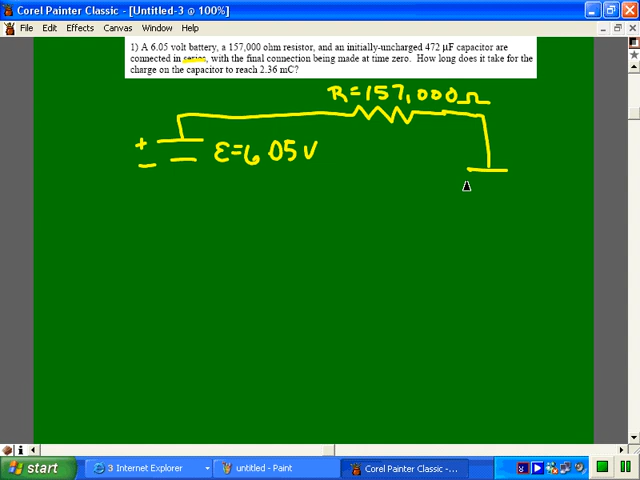 Corel Painter Classic - [Untitled-3 @ 100%]
File Edit Effects Canvas Window Help
1) A 6.05 volt battery, a 157,000 ohm resistor, and an initially-uncharged 472 µF capacitor are
connected in series, with the final connection being made at time zero. How long does it take for the
charge on the capacitor to reach 2.36 mC?
R=157,000Ω
+
ε=6.05V
−
start
3 Internet Explorer
untitled - Paint
Corel Painter Classic -...